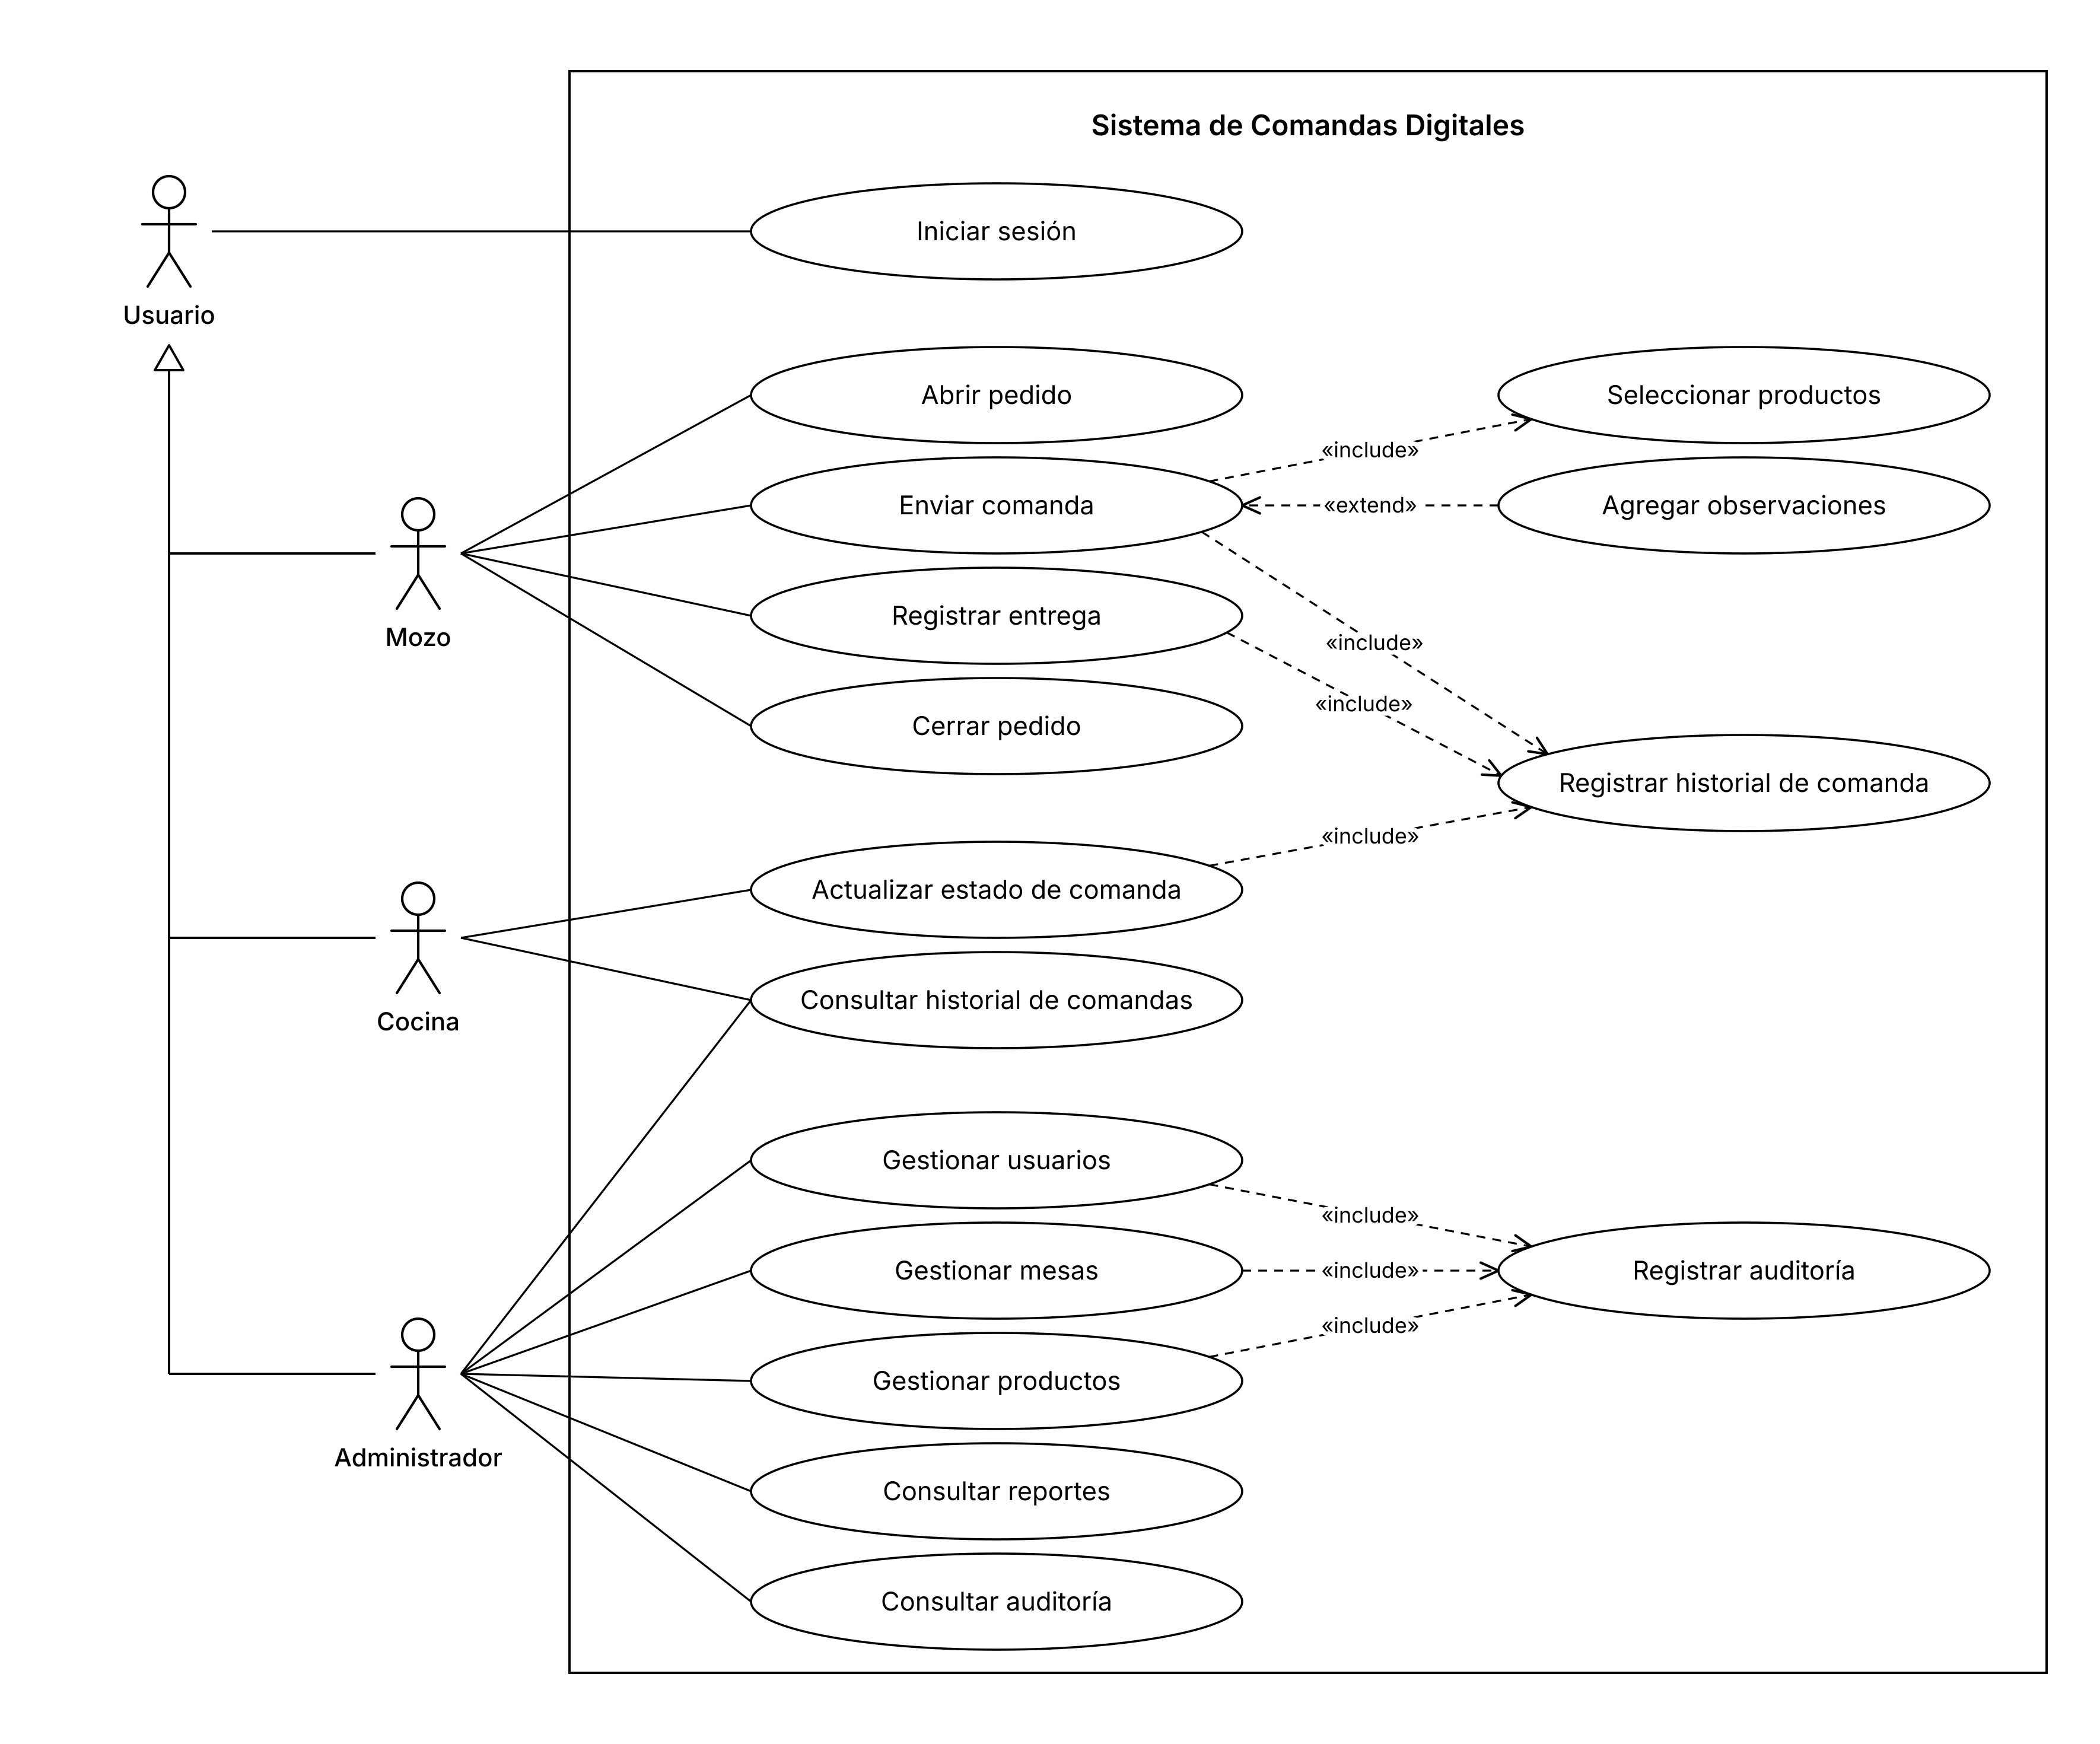 Sistema de Comandas Digitales
Iniciar sesión
Usuario
Abrir pedido
Seleccionar productos
«include»
Enviar comanda
«extend»
Agregar observaciones
Mozo
Registrar entrega
«include»
«include»
Cerrar pedido
Registrar historial de comanda
«include»
Actualizar estado de comanda
Cocina
Consultar historial de comandas
Gestionar usuarios
«include»
Gestionar mesas
«include»
Registrar auditoría
«include»
Gestionar productos
Administrador
Consultar reportes
Consultar auditoría